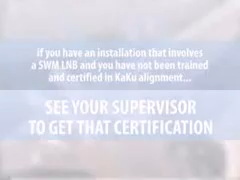 if you have an installation that involves
a SWM LNB and you have not been trained
and certified in KaKu alignment...
SEE YOUR SUPERVISOR
TO GET THAT CERTIFICATION